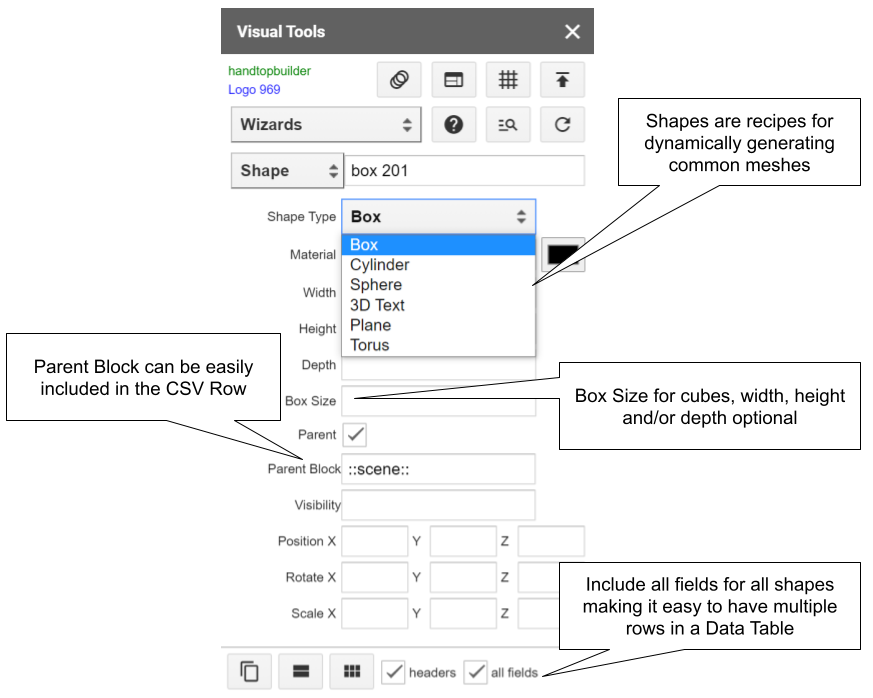 Visual Tools
handtopbuilder
Logo 969
Wizards
Shapes are recipes for
dynamically generating
common meshes
Shape
box 201
Shape Type
Box
Box
Material
Cylinder
Sphere
Width
3D Text
Height
Plane
Torus
Depth
Parent Block can be easily
included in the CSV Row
Box Size
Box Size for cubes, width, height
and/or depth optional
Parent
Parent Block
::scene::
Visibility
Position X
Y
Z
Rotate X
Y
Z
Scale X
Y
Z
Include all fields for all shapes
making it easy to have multiple
rows in a Data Table
headers
all fields